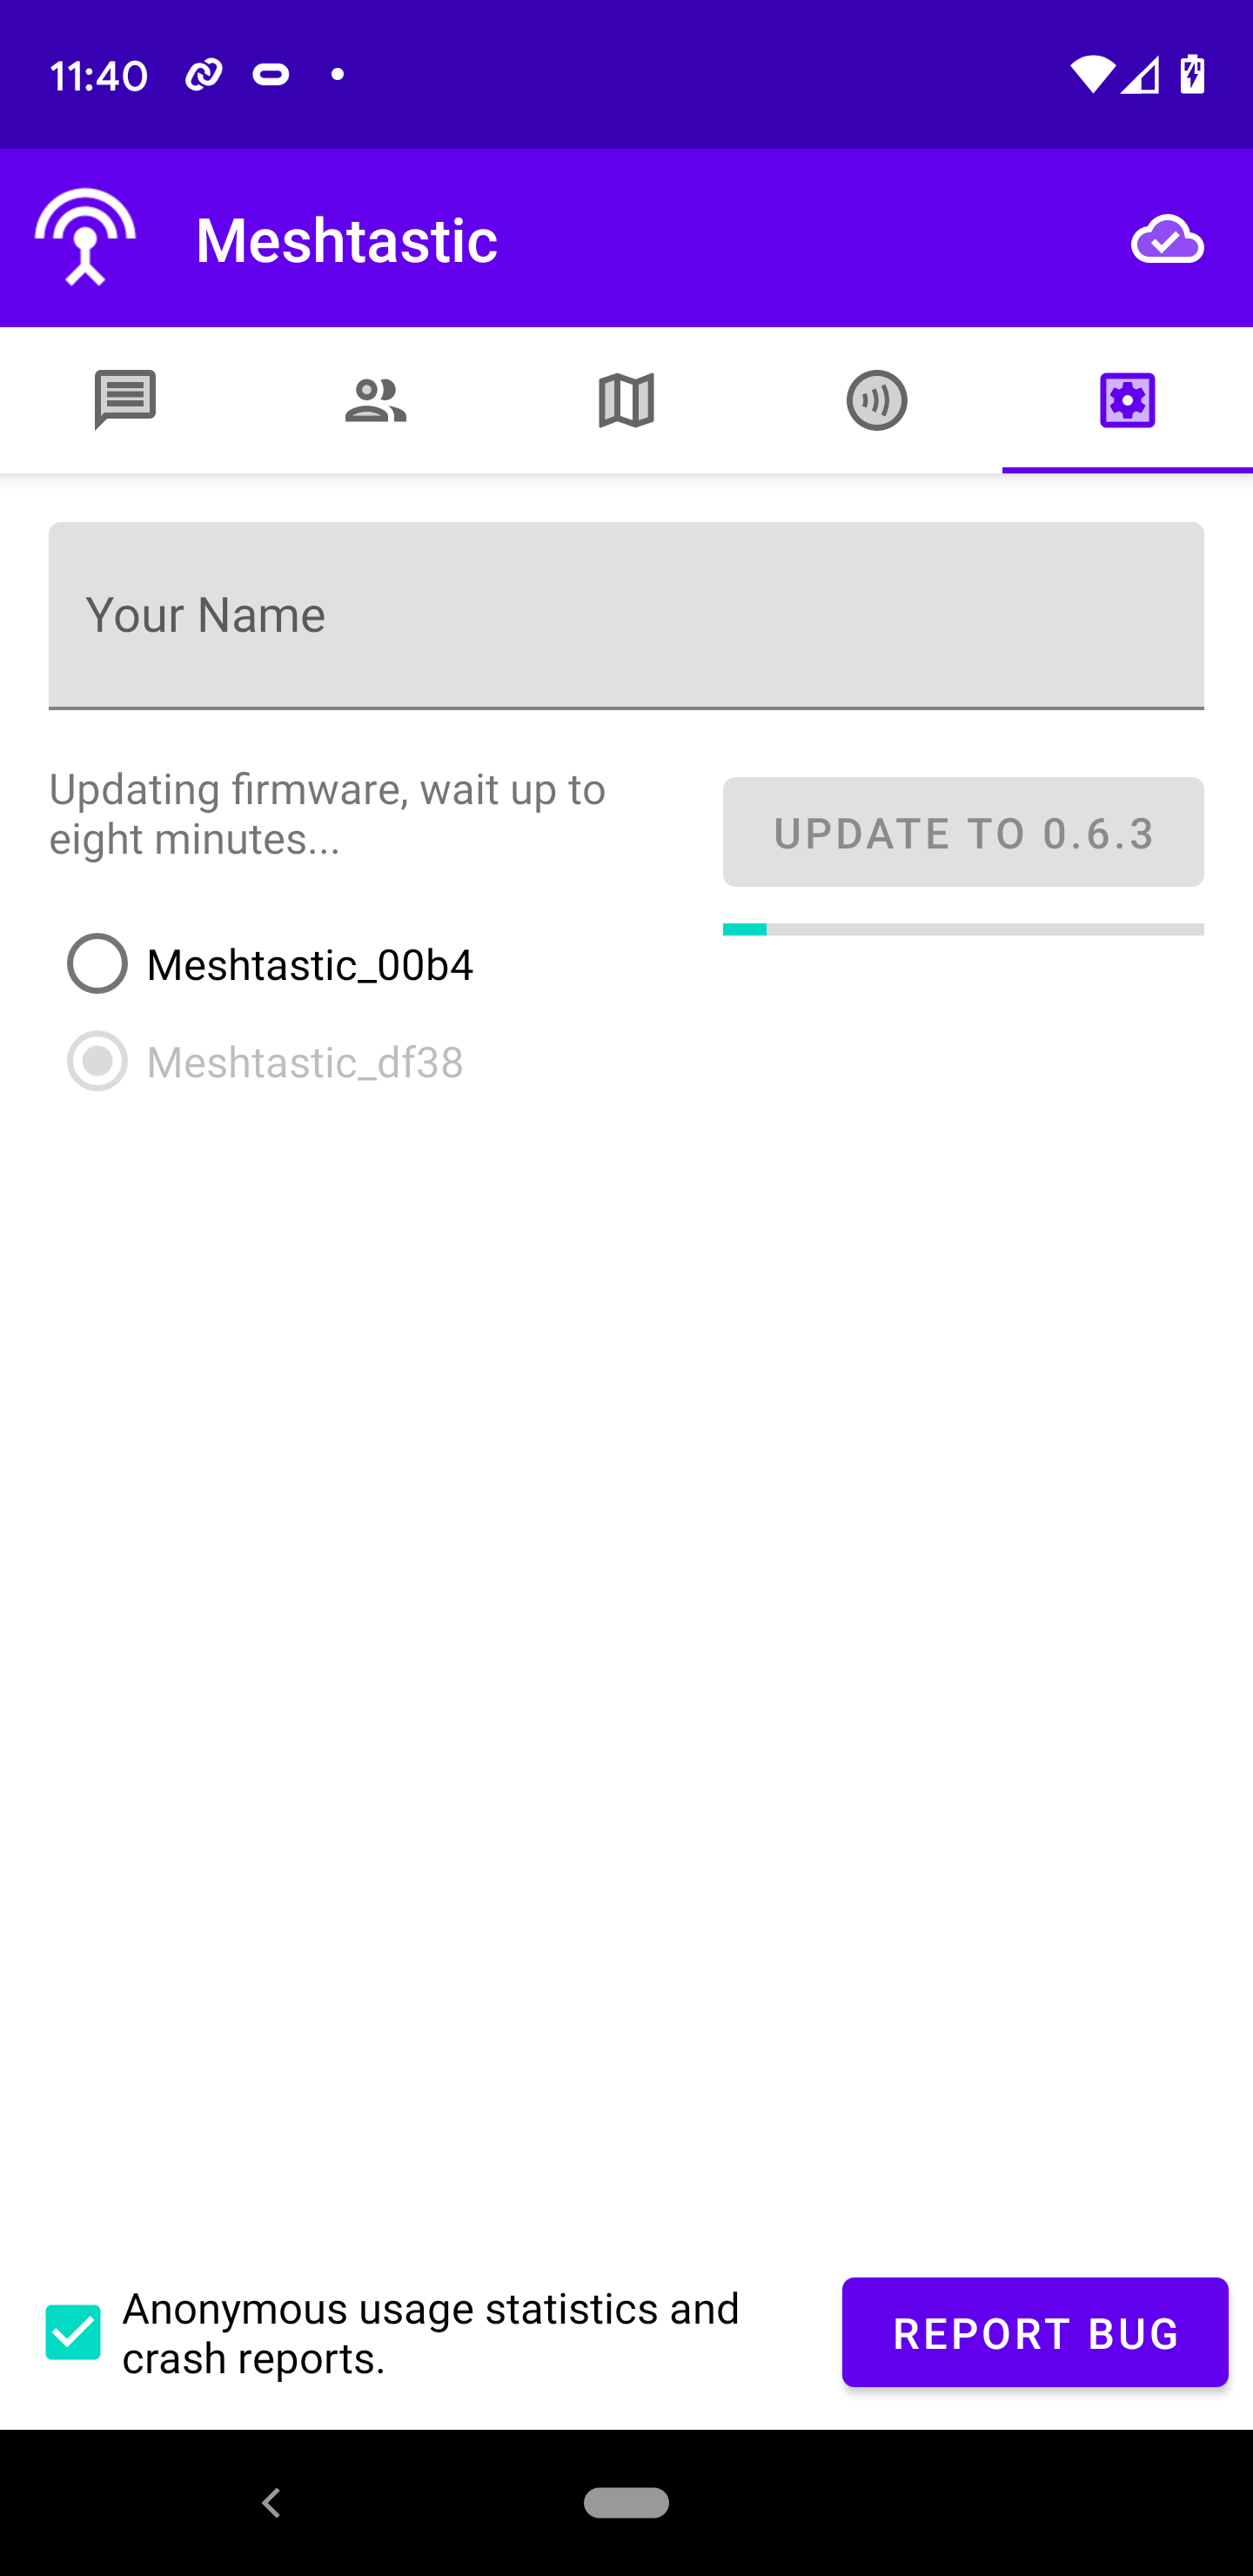 11:40
Meshtastic
Your Name
Updating firmware, wait up to
eight minutes...
UPDATE TO 0.6.3
Meshtastic_00b4
Meshtastic_df38
Anonymous usage statistics and
crash reports.
REPORT BUG